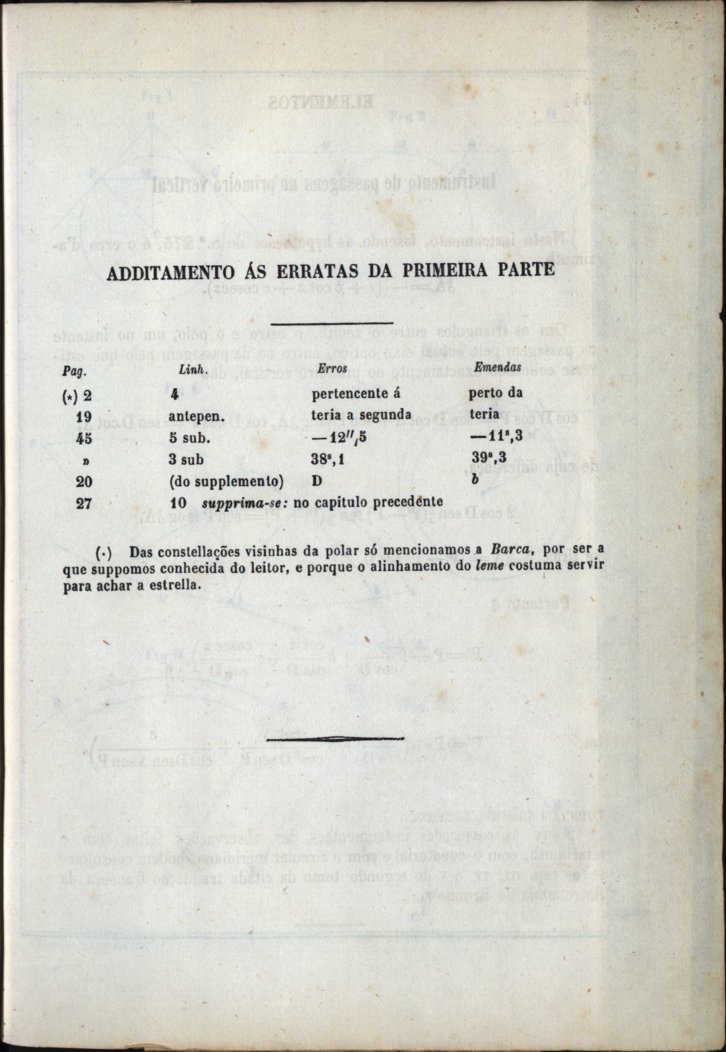 ADDITAMENTO ÁS ERRATAS DA PRIMEIRA PARTE
Pag. Linh. Erros Emendas
(*) 2 4 pertencente á perto da
19 antepen. teria a segunda teria
45 5 sub. —12",5 —11ˢ,3
» 3 sub 38ˢ,1 39ˢ,3
20 (do supplemento) D b
27 10 supprima-se: no capitulo precedente
(·) Das constellações visinhas da polar só mencionamos a Barca, por ser a
que suppomos conhecida do leitor, e porque o alinhamento do leme costuma servir
para achar a estrella.